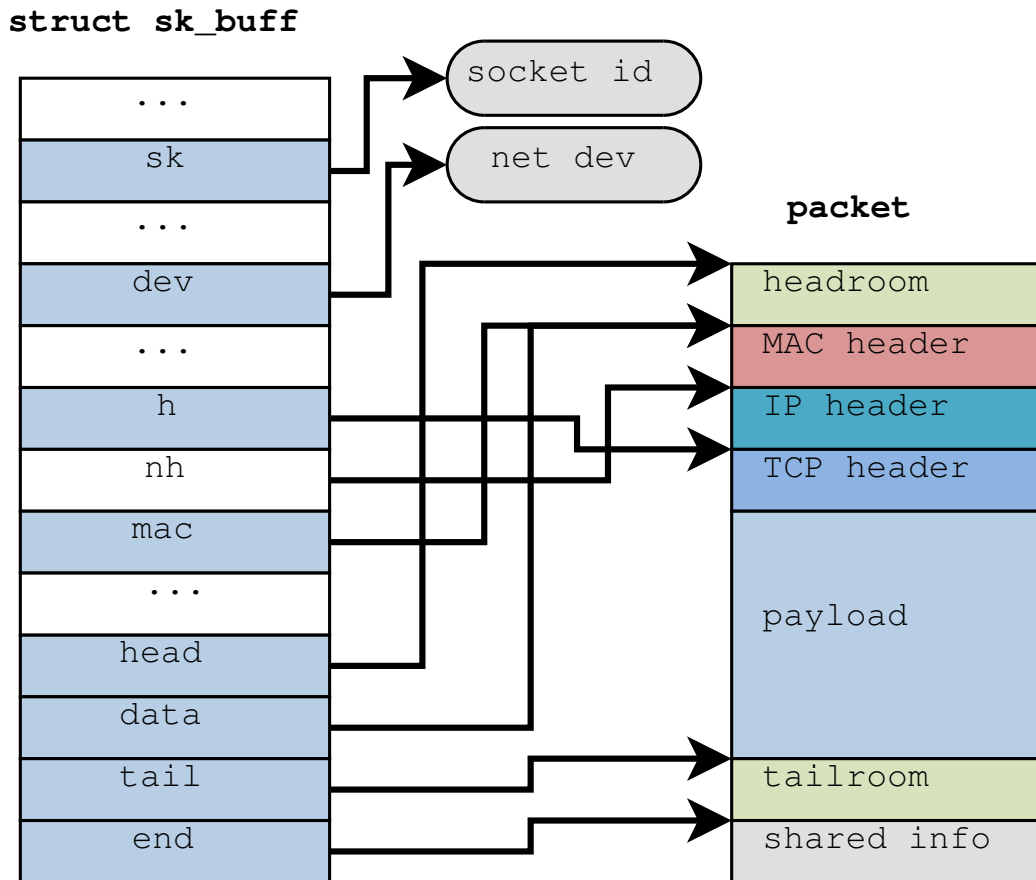 struct sk_buff
...
sk
...
dev
...
h
nh
mac
...
head
data
tail
end
socket id
net dev
packet
headroom
MAC header
IP header
TCP header
payload
tailroom
shared info